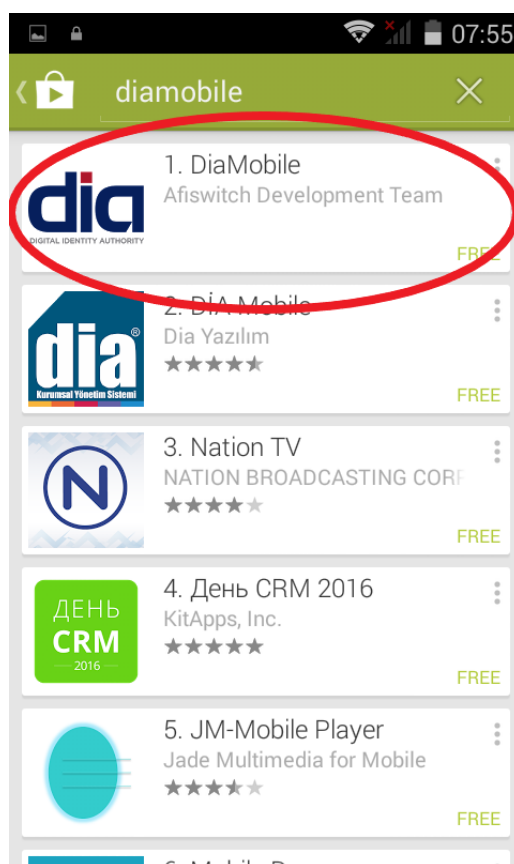 07:55
diamobile
dia
DIGITAL IDENTITY AUTHORITY
1. DiaMobile
Afiswitch Development Team
FREE
dia®
Kurumsal Yönetim Sistemi
2. DİA Mobile
Dia Yazılım
FREE
N
3. Nation TV
NATION BROADCASTING COR
FREE
ДЕНЬ
CRM
2016
4. День CRM 2016
KitApps, Inc.
FREE
5. JM-Mobile Player
Jade Multimedia for Mobile
FREE